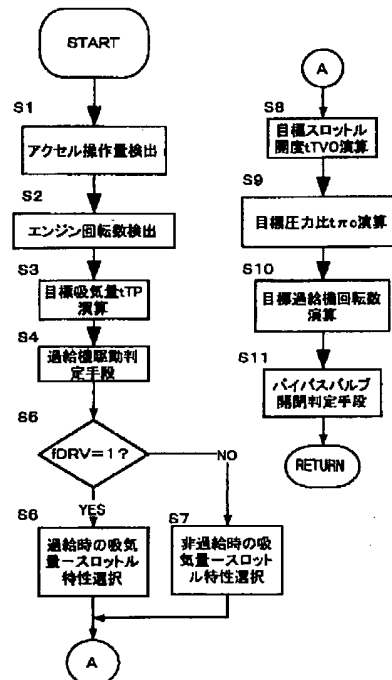 START
S1
アクセル操作量検出
S2
エンジン回転数検出
S3
目標吸気量tTP
演算
S4
過給機駆動判
定手段
S5
fDRV=1?
NO
YES
S6
過給時の吸気
量ースロットル
特性選択
S7
非過給時の吸
気量ースロット
ル特性選択
A
A
S8
目標スロットル
開度tTVO演算
S9
目標圧力比tπc演算
S10
目標過給機回転数
演算
S11
バイパスバルブ
開閉判定手段
RETURN